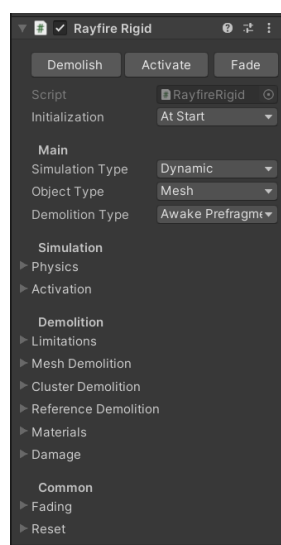 Rayfire Rigid
Demolish Activate Fade
Script RayfireRigid
Initialization At Start
Main
Simulation Type Dynamic
Object Type Mesh
Demolition Type Awake Prefragme
Simulation
Physics
Activation
Demolition
Limitations
Mesh Demolition
Cluster Demolition
Reference Demolition
Materials
Damage
Common
Fading
Reset